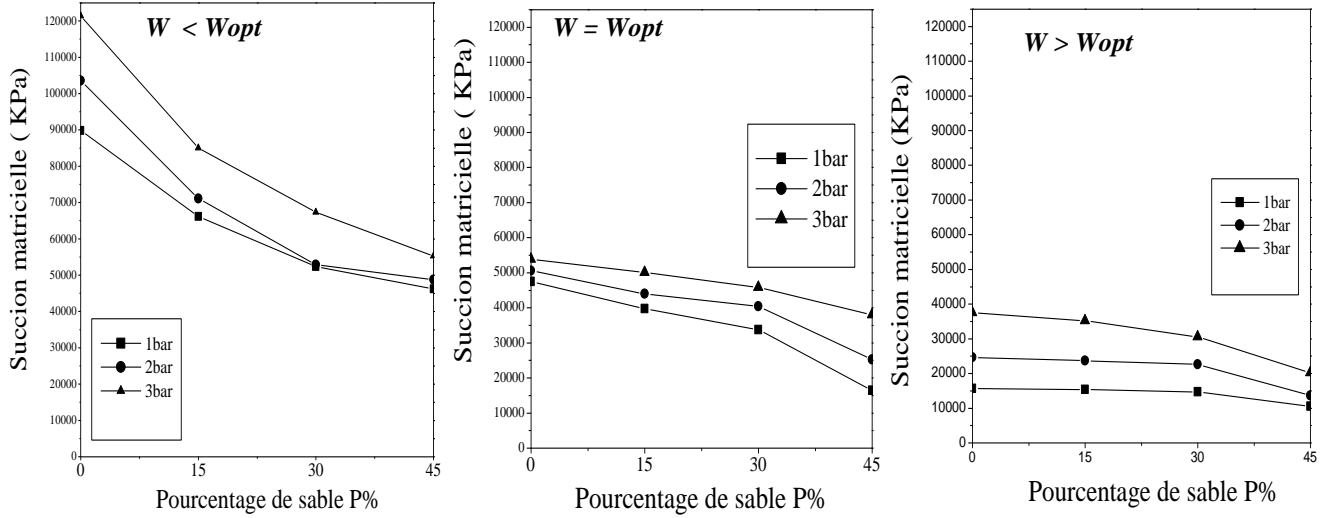 W < Wopt
Succion matricielle ( KPa)
120000
110000
100000
90000
80000
70000
60000
50000
40000
30000
20000
10000
0
1bar
2bar
3bar
0 15 30 45
Pourcentage de sable P%
W = Wopt
Succion matricielle ( KPa)
120000
110000
100000
90000
80000
70000
60000
50000
40000
30000
20000
10000
0
1bar
2bar
3bar
0 15 30 45
Pourcentage de sable P%
W > Wopt
Succion matricielle (KPa)
120000
110000
100000
90000
80000
70000
60000
50000
40000
30000
20000
10000
0
1bar
2bar
3bar
0 15 30 45
Pourcentage de sable P%